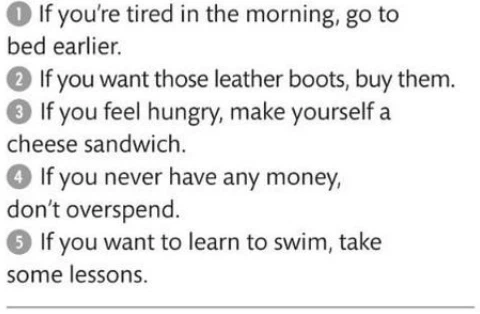 1 If you're tired in the morning, go to
bed earlier.
2 If you want those leather boots, buy them.
3 If you feel hungry, make yourself a
cheese sandwich.
4 If you never have any money,
don't overspend.
5 If you want to learn to swim, take
some lessons.